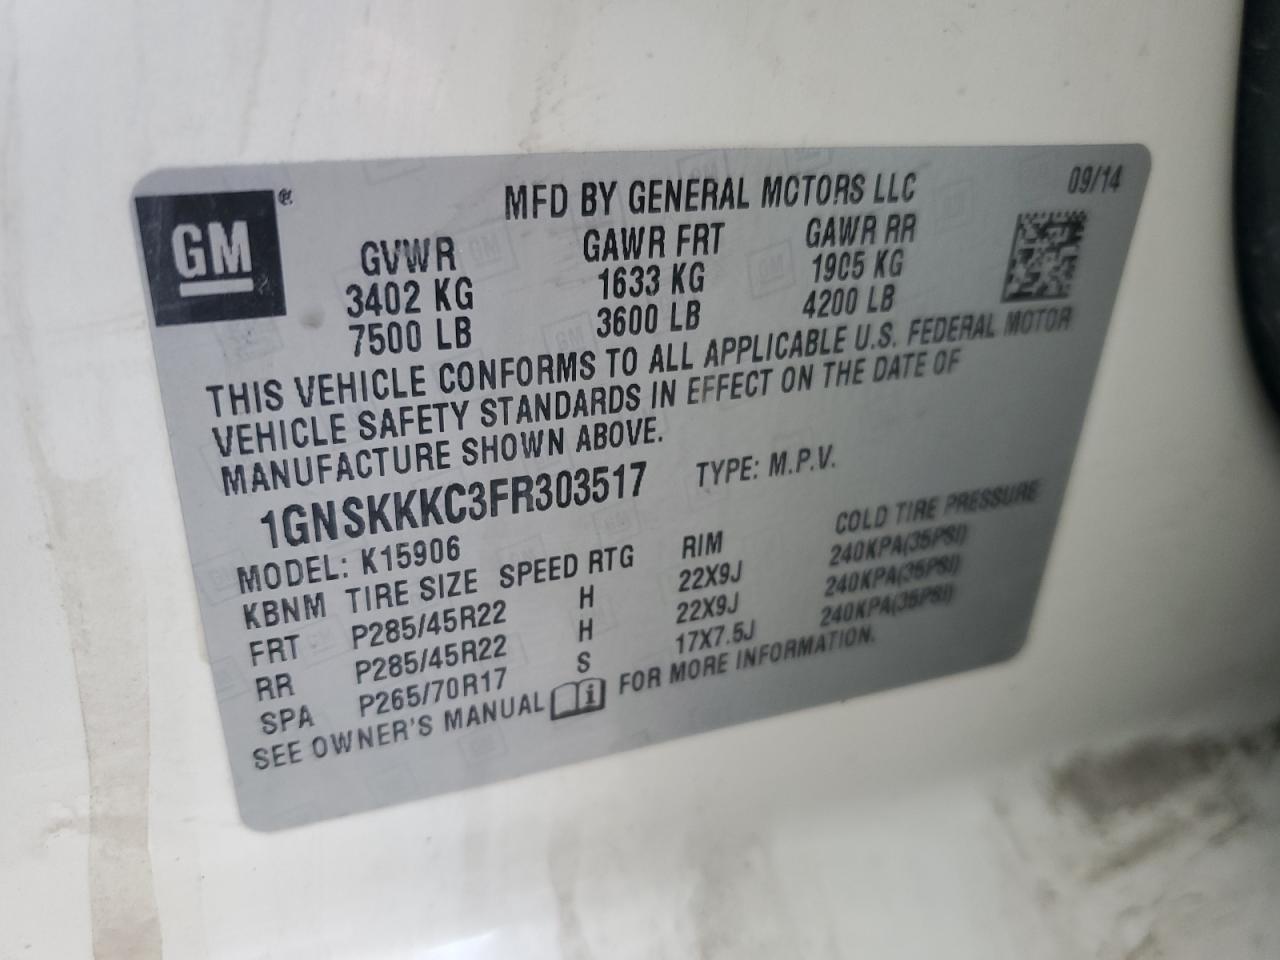 GM ®
MFD BY GENERAL MOTORS LLC
09/14
GVWR GAWR FRT GAWR RR
3402 KG 1633 KG 1905 KG
7500 LB 3600 LB 4200 LB
THIS VEHICLE CONFORMS TO ALL APPLICABLE U.S. FEDERAL MOTOR
VEHICLE SAFETY STANDARDS IN EFFECT ON THE DATE OF
MANUFACTURE SHOWN ABOVE.
1GNSKKKC3FR303517 TYPE: M.P.V.
MODEL: K15906
KBNM TIRE SIZE SPEED RTG RIM COLD TIRE PRESSURE
FRT P285/45R22 H 22X9J 240KPA(35PSI)
RR P285/45R22 H 22X9J 240KPA(35PSI)
SPA P265/70R17 S 17X7.5J 240KPA(35PSI)
SEE OWNER'S MANUAL i FOR MORE INFORMATION.